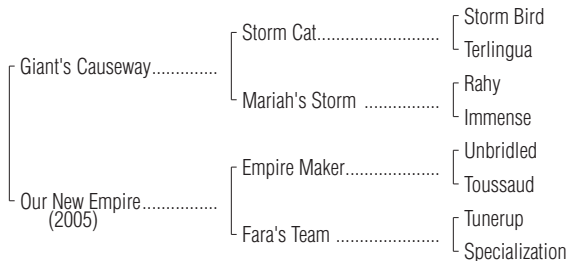 Storm Bird
Storm Cat..............................
Terlingua
Giant's Causeway..............
Rahy
Mariah's Storm ..................
Immense
Unbridled
Empire Maker.......................
Toussaud
Our New Empire................
(2005)
Tunerup
Fara's Team .........................
Specialization